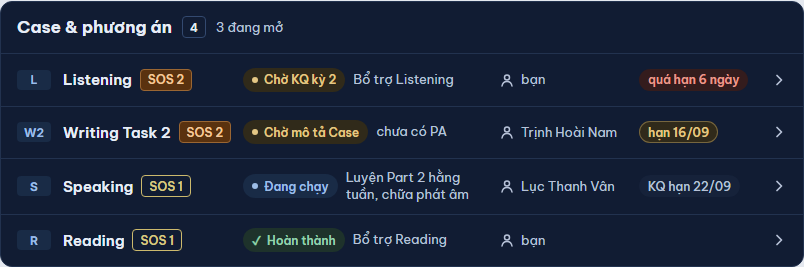 Case & phương án 4 3 đang mở
L Listening SOS 2 Chờ KQ kỳ 2 Bổ trợ Listening bạn quá hạn 6 ngày
W2 Writing Task 2 SOS 2 Chờ mô tả Case chưa có PA Trịnh Hoài Nam hạn 16/09
S Speaking SOS 1 Đang chạy Luyện Part 2 hằng
tuần, chữa phát âm Lục Thanh Vân KQ hạn 22/09
R Reading SOS 1 ✓ Hoàn thành Bổ trợ Reading bạn